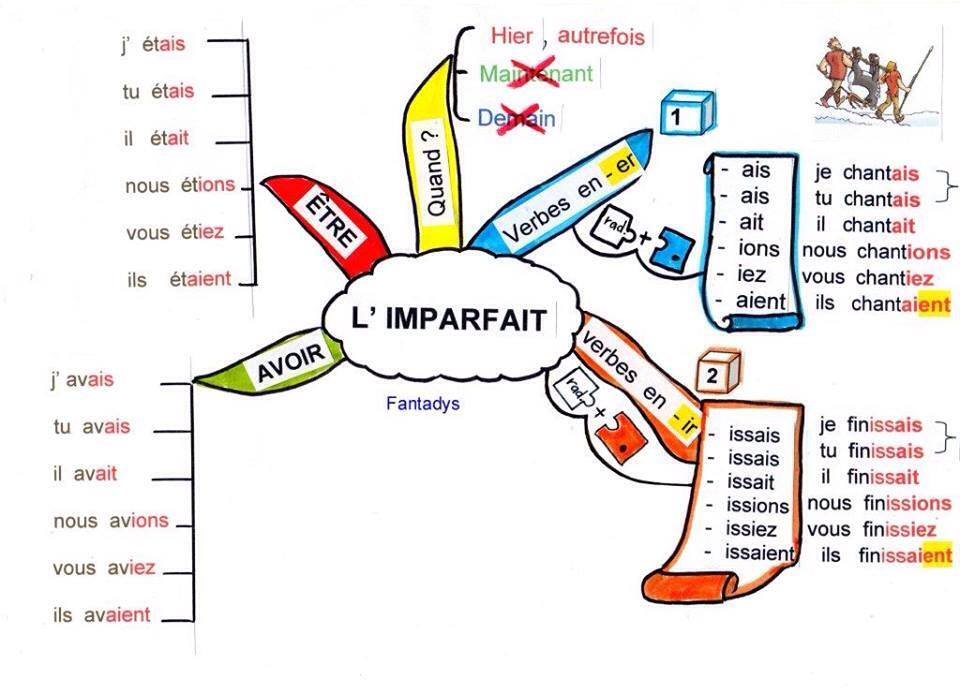 j' étais
tu étais
il était
nous étions
vous étiez
ils étaient
ÊTRE
Quand ?
Hier , autrefois
Maintenant
Demain
Verbes en - er
1
rad.
+
- ais
- ais
- ait
- ions
- iez
- aient
je chantais
tu chantais
il chantait
nous chantions
vous chantiez
ils chantaient
L' IMPARFAIT
Fantadys
AVOIR
j' avais
tu avais
il avait
nous avions
vous aviez
ils avaient
verbes en - ir
2
rad.
+
- issais
- issais
- issait
- issions
- issiez
- issaient
je finissais
tu finissais
il finissait
nous finissions
vous finissiez
ils finissaient